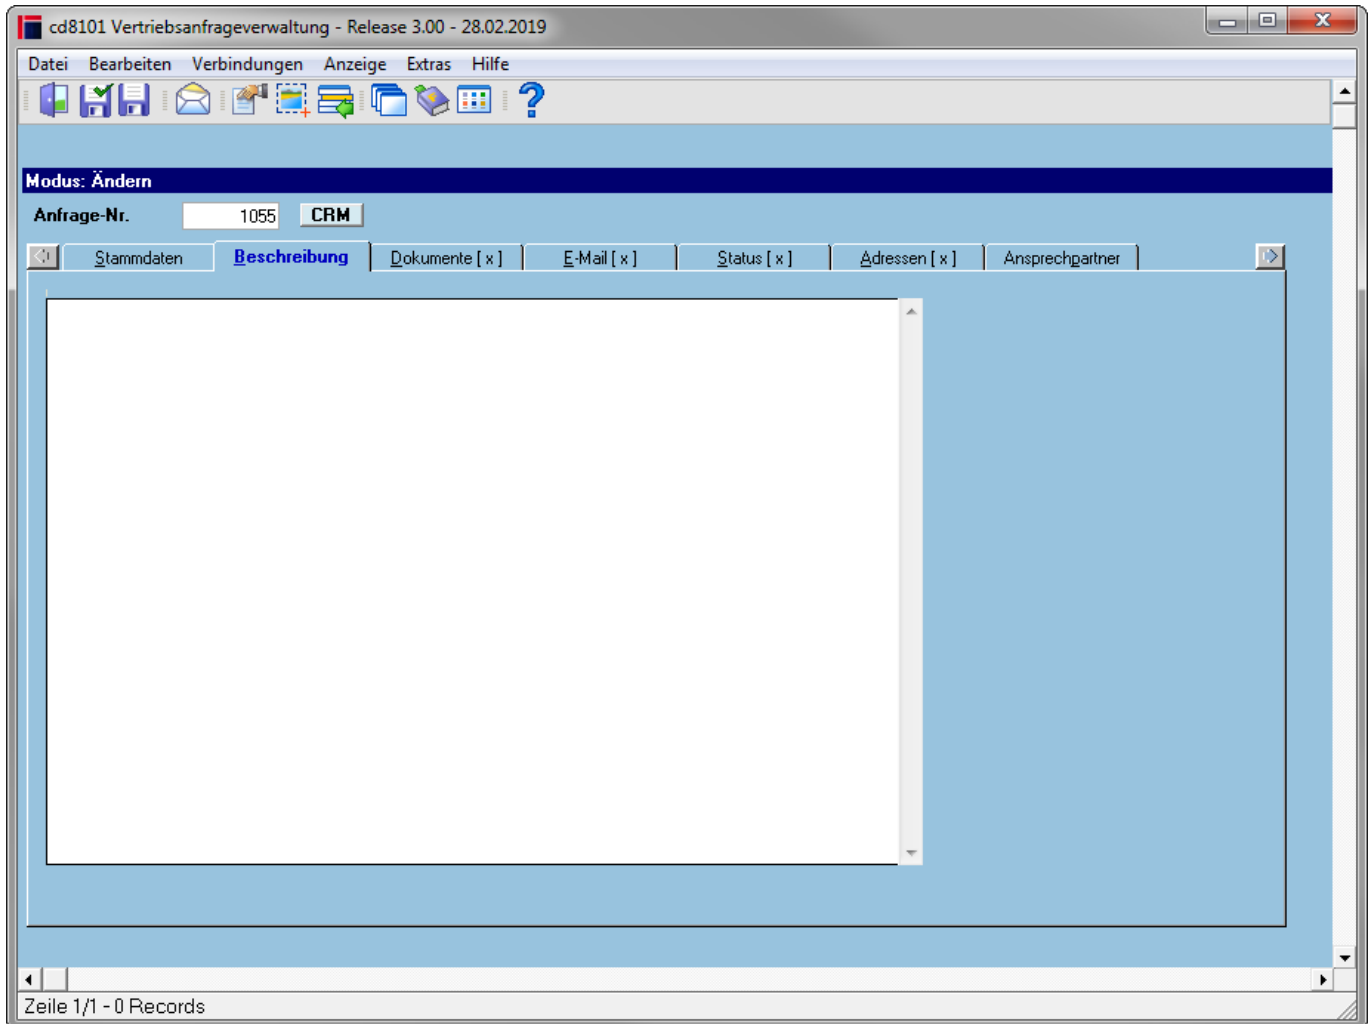 cd8101 Vertriebsanfrageverwaltung - Release 3.00 - 28.02.2019
Datei Bearbeiten Verbindungen Anzeige Extras Hilfe
Modus: Ändern
Anfrage-Nr. 1055 CRM
Stammdaten Beschreibung Dokumente [ x ] E-Mail [ x ] Status [ x ] Adressen [ x ] Ansprechpartner
Zeile 1/1 - 0 Records